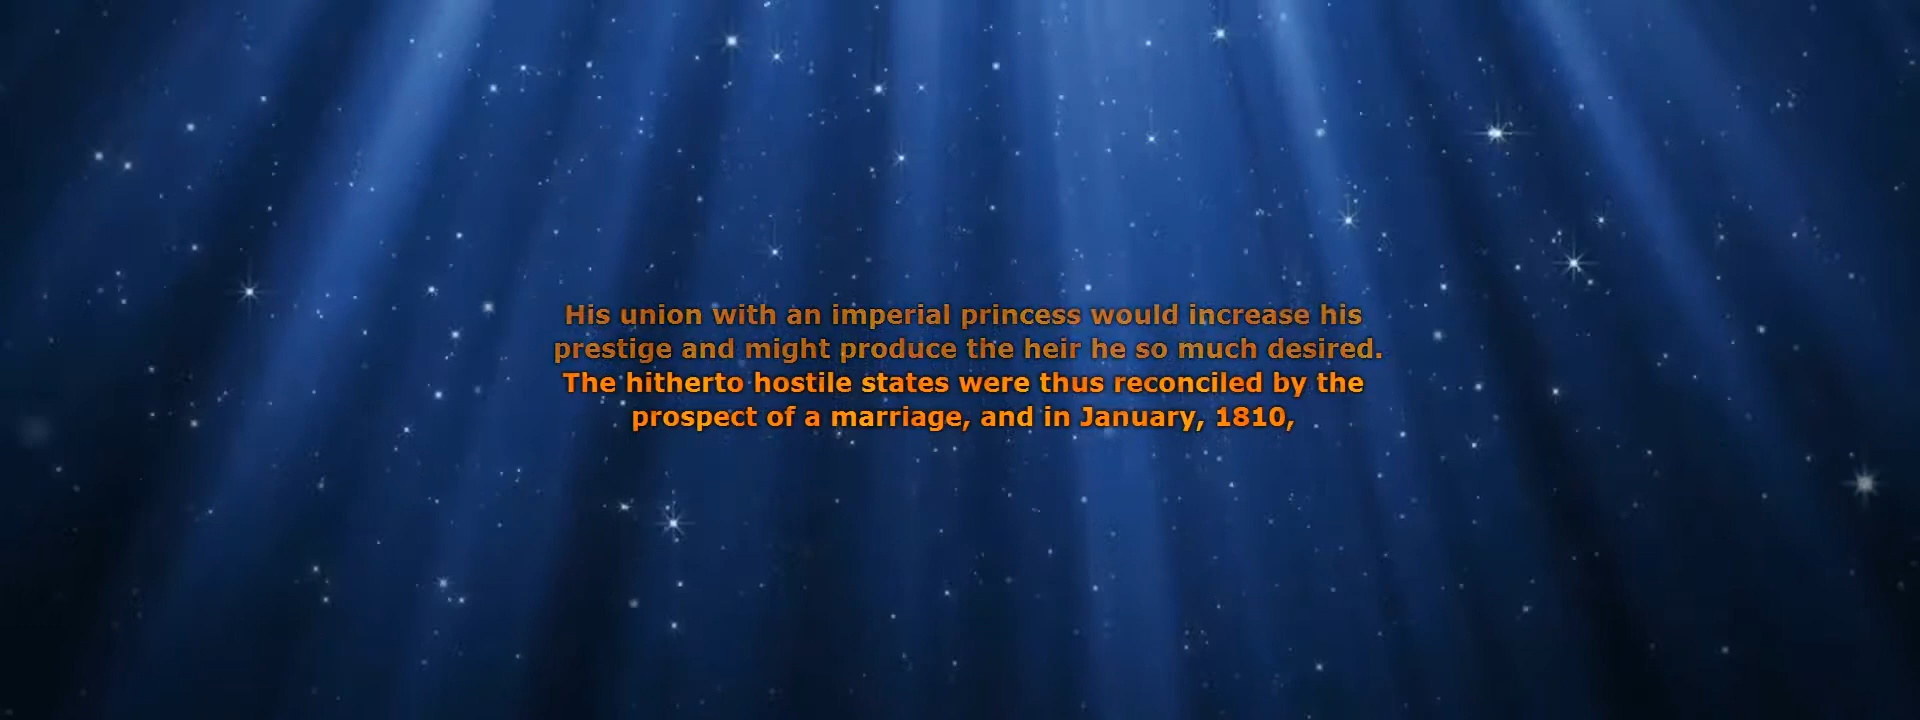 His union with an imperial princess would increase his
prestige and might produce the heir he so much desired.
The hitherto hostile states were thus reconciled by the
prospect of a marriage, and in January, 1810,